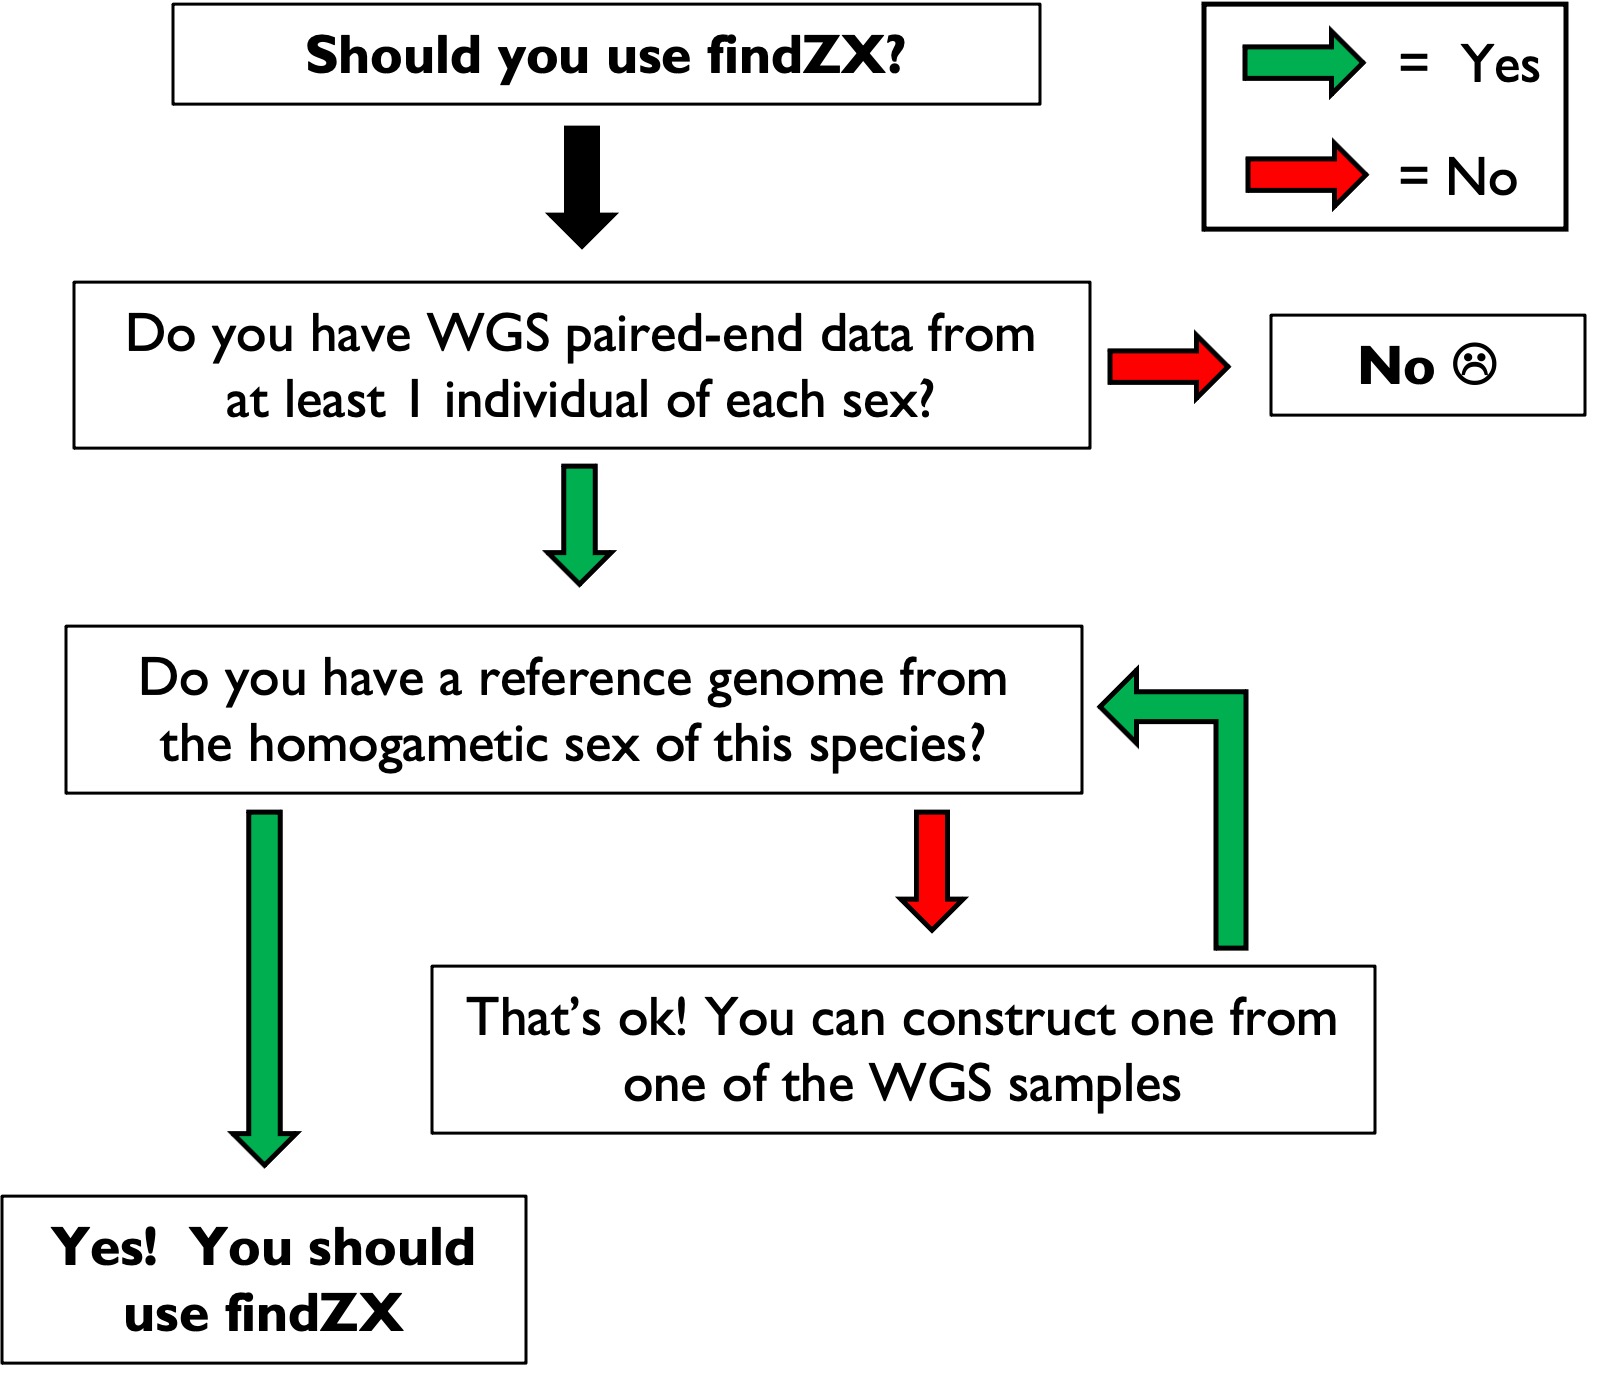 Should you use findZX?
= Yes
= No
Do you have WGS paired-end data from
at least 1 individual of each sex?
No ☹
Do you have a reference genome from
the homogametic sex of this species?
That’s ok! You can construct one from
one of the WGS samples
Yes! You should
use findZX